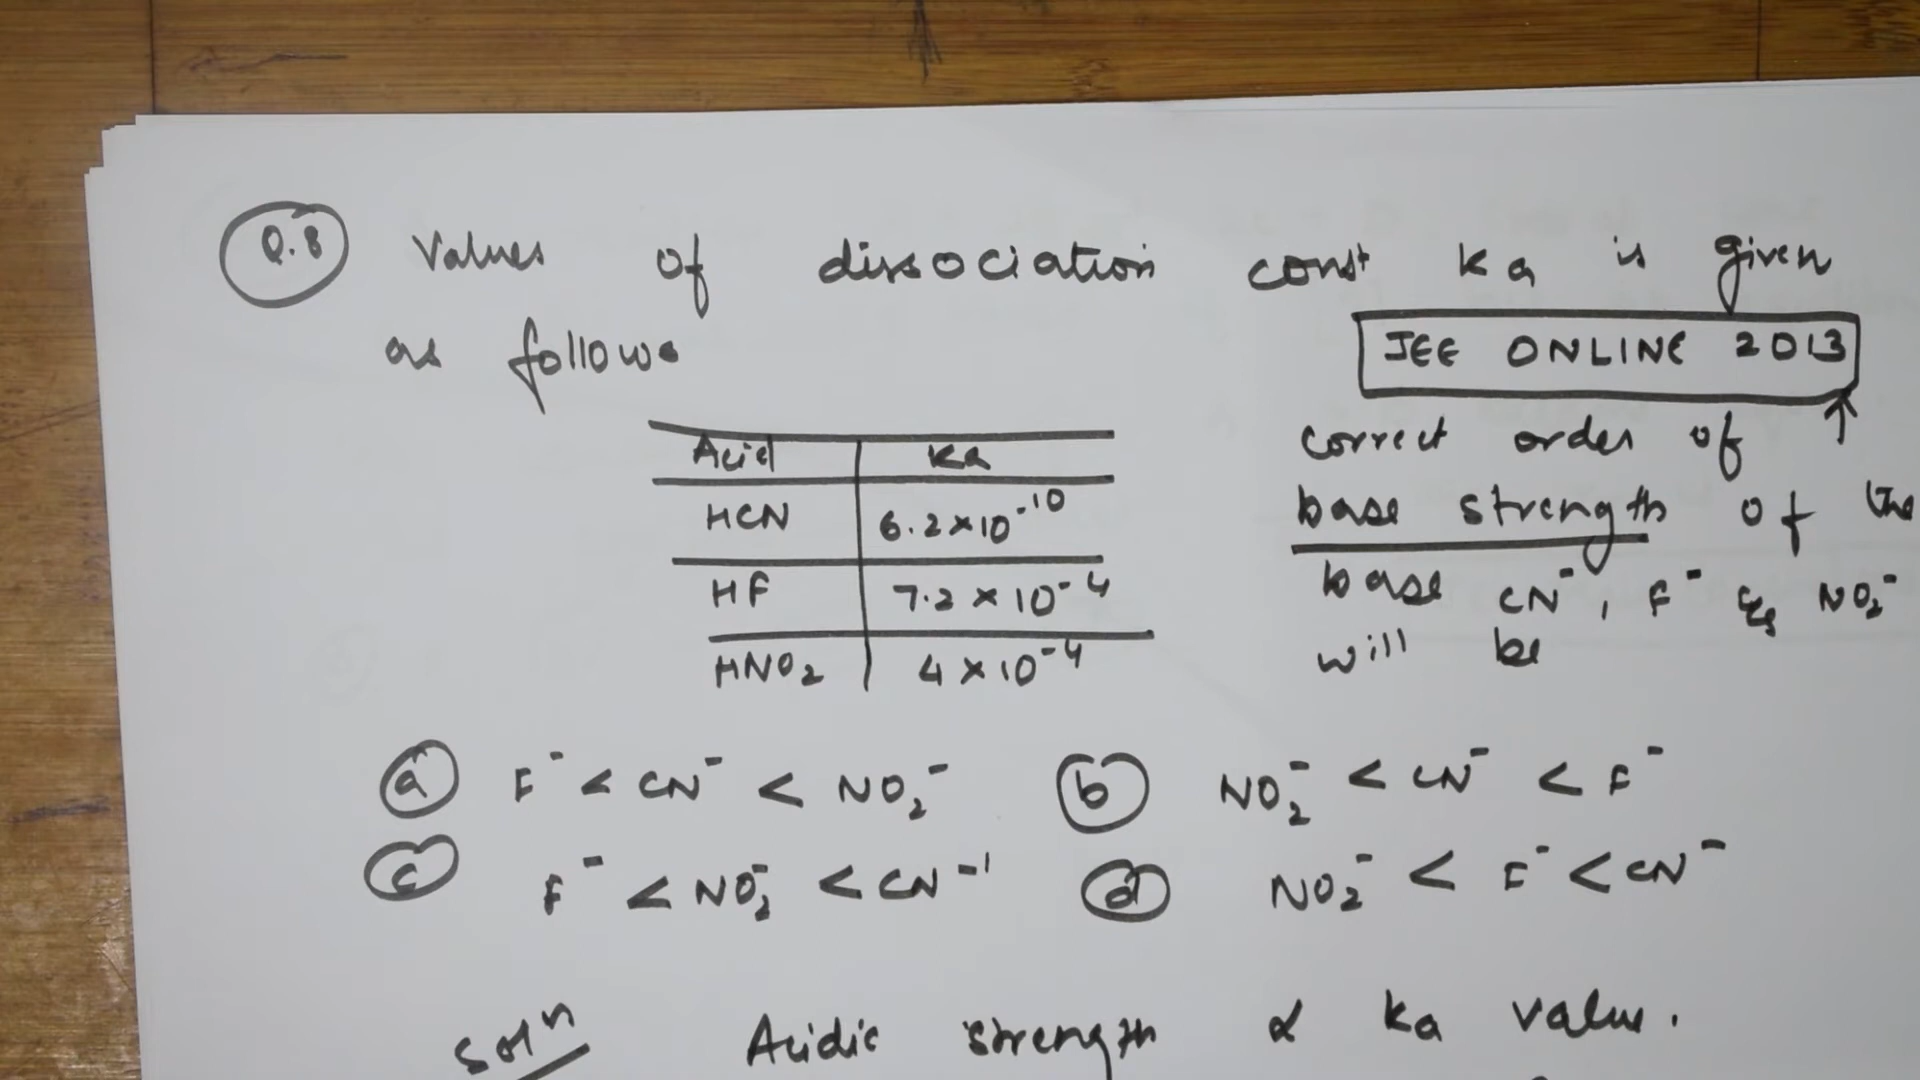 Q.8 Values of dissociation const Ka is given
as follows
JEE ONLINE 2013
Acid Ka
HCN 6.2×10⁻¹⁰
HF 7.2×10⁻⁴
HNO₂ 4×10⁻⁴
correct order of
base strength of the
base CN⁻, F⁻ & NO₂⁻
will be
a F⁻ < CN⁻ < NO₂⁻
b NO₂⁻ < CN⁻ < F⁻
c F⁻ < NO₂⁻ < CN⁻¹
d NO₂⁻ < F⁻ < CN⁻
Solⁿ Acidic strength α Ka value.